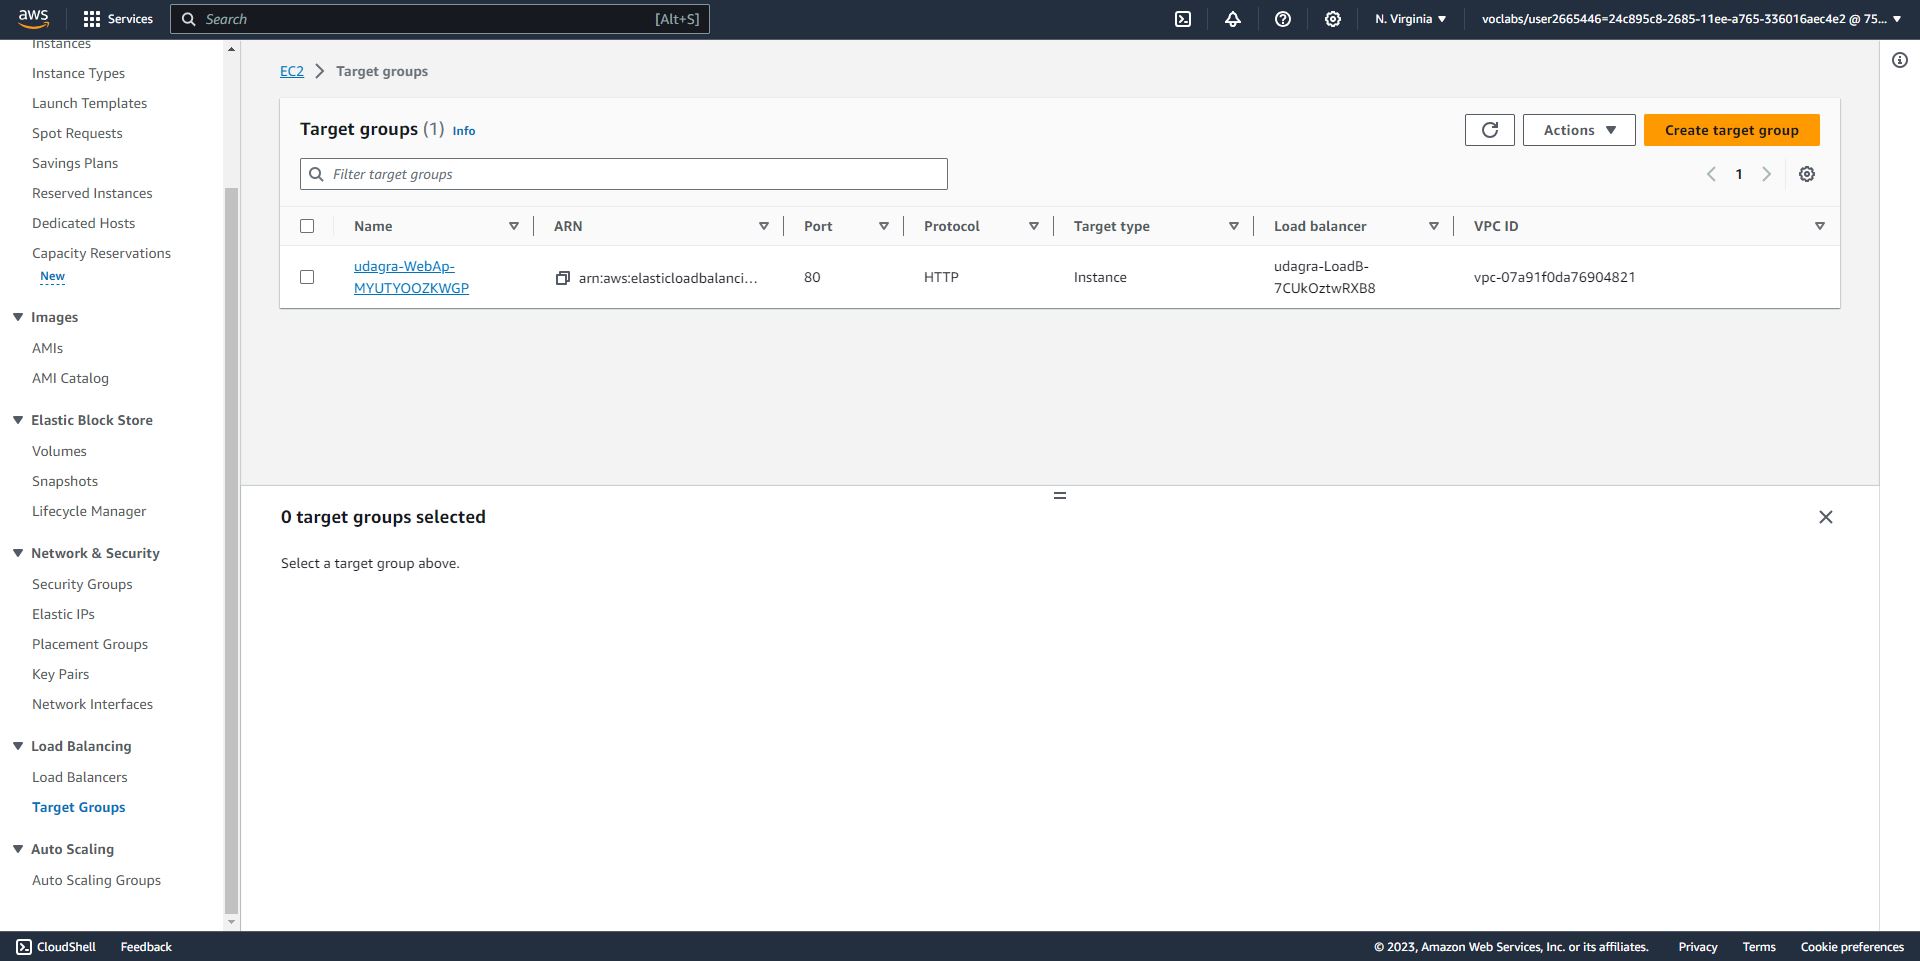 aws
Services
Search
[Alt+S]
N. Virginia
voclabs/user2665446=24c895c8-2685-11ee-a765-336016aec4e2 @ 75...
Instances
Instance Types
Launch Templates
Spot Requests
Savings Plans
Reserved Instances
Dedicated Hosts
Capacity Reservations
New
Images
AMIs
AMI Catalog
Elastic Block Store
Volumes
Snapshots
Lifecycle Manager
Network & Security
Security Groups
Elastic IPs
Placement Groups
Key Pairs
Network Interfaces
Load Balancing
Load Balancers
Target Groups
Auto Scaling
Auto Scaling Groups
EC2 > Target groups
Target groups (1) Info
Actions
Create target group
Filter target groups
1
Name ARN Port Protocol Target type Load balancer VPC ID
udagra-WebAp-
MYUTYOOZKWGP
arn:aws:elasticloadbalanci...
80
HTTP
Instance
udagra-LoadB-
7CUkOztwRXB8
vpc-07a91f0da76904821
0 target groups selected
Select a target group above.
CloudShell
Feedback
© 2023, Amazon Web Services, Inc. or its affiliates.
Privacy
Terms
Cookie preferences